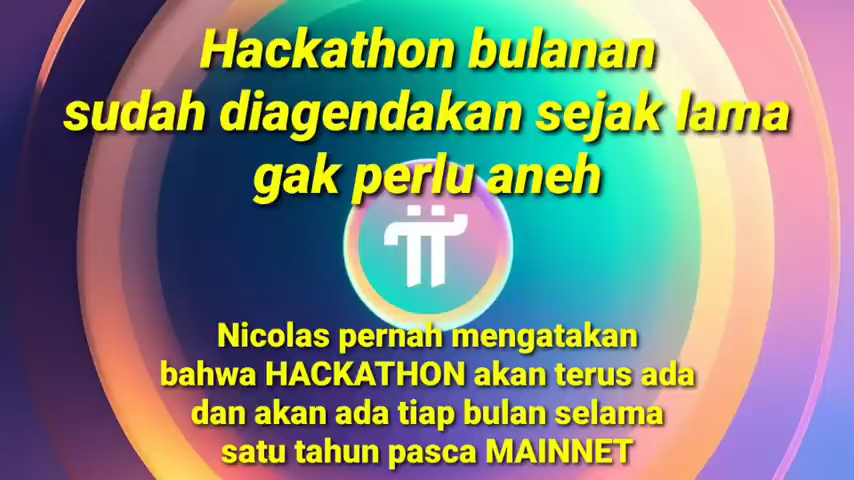 Hackathon bulanan
sudah diagendakan sejak lama
gak perlu aneh
Nicolas pernah mengatakan
bahwa HACKATHON akan terus ada
dan akan ada tiap bulan selama
satu tahun pasca MAINNET